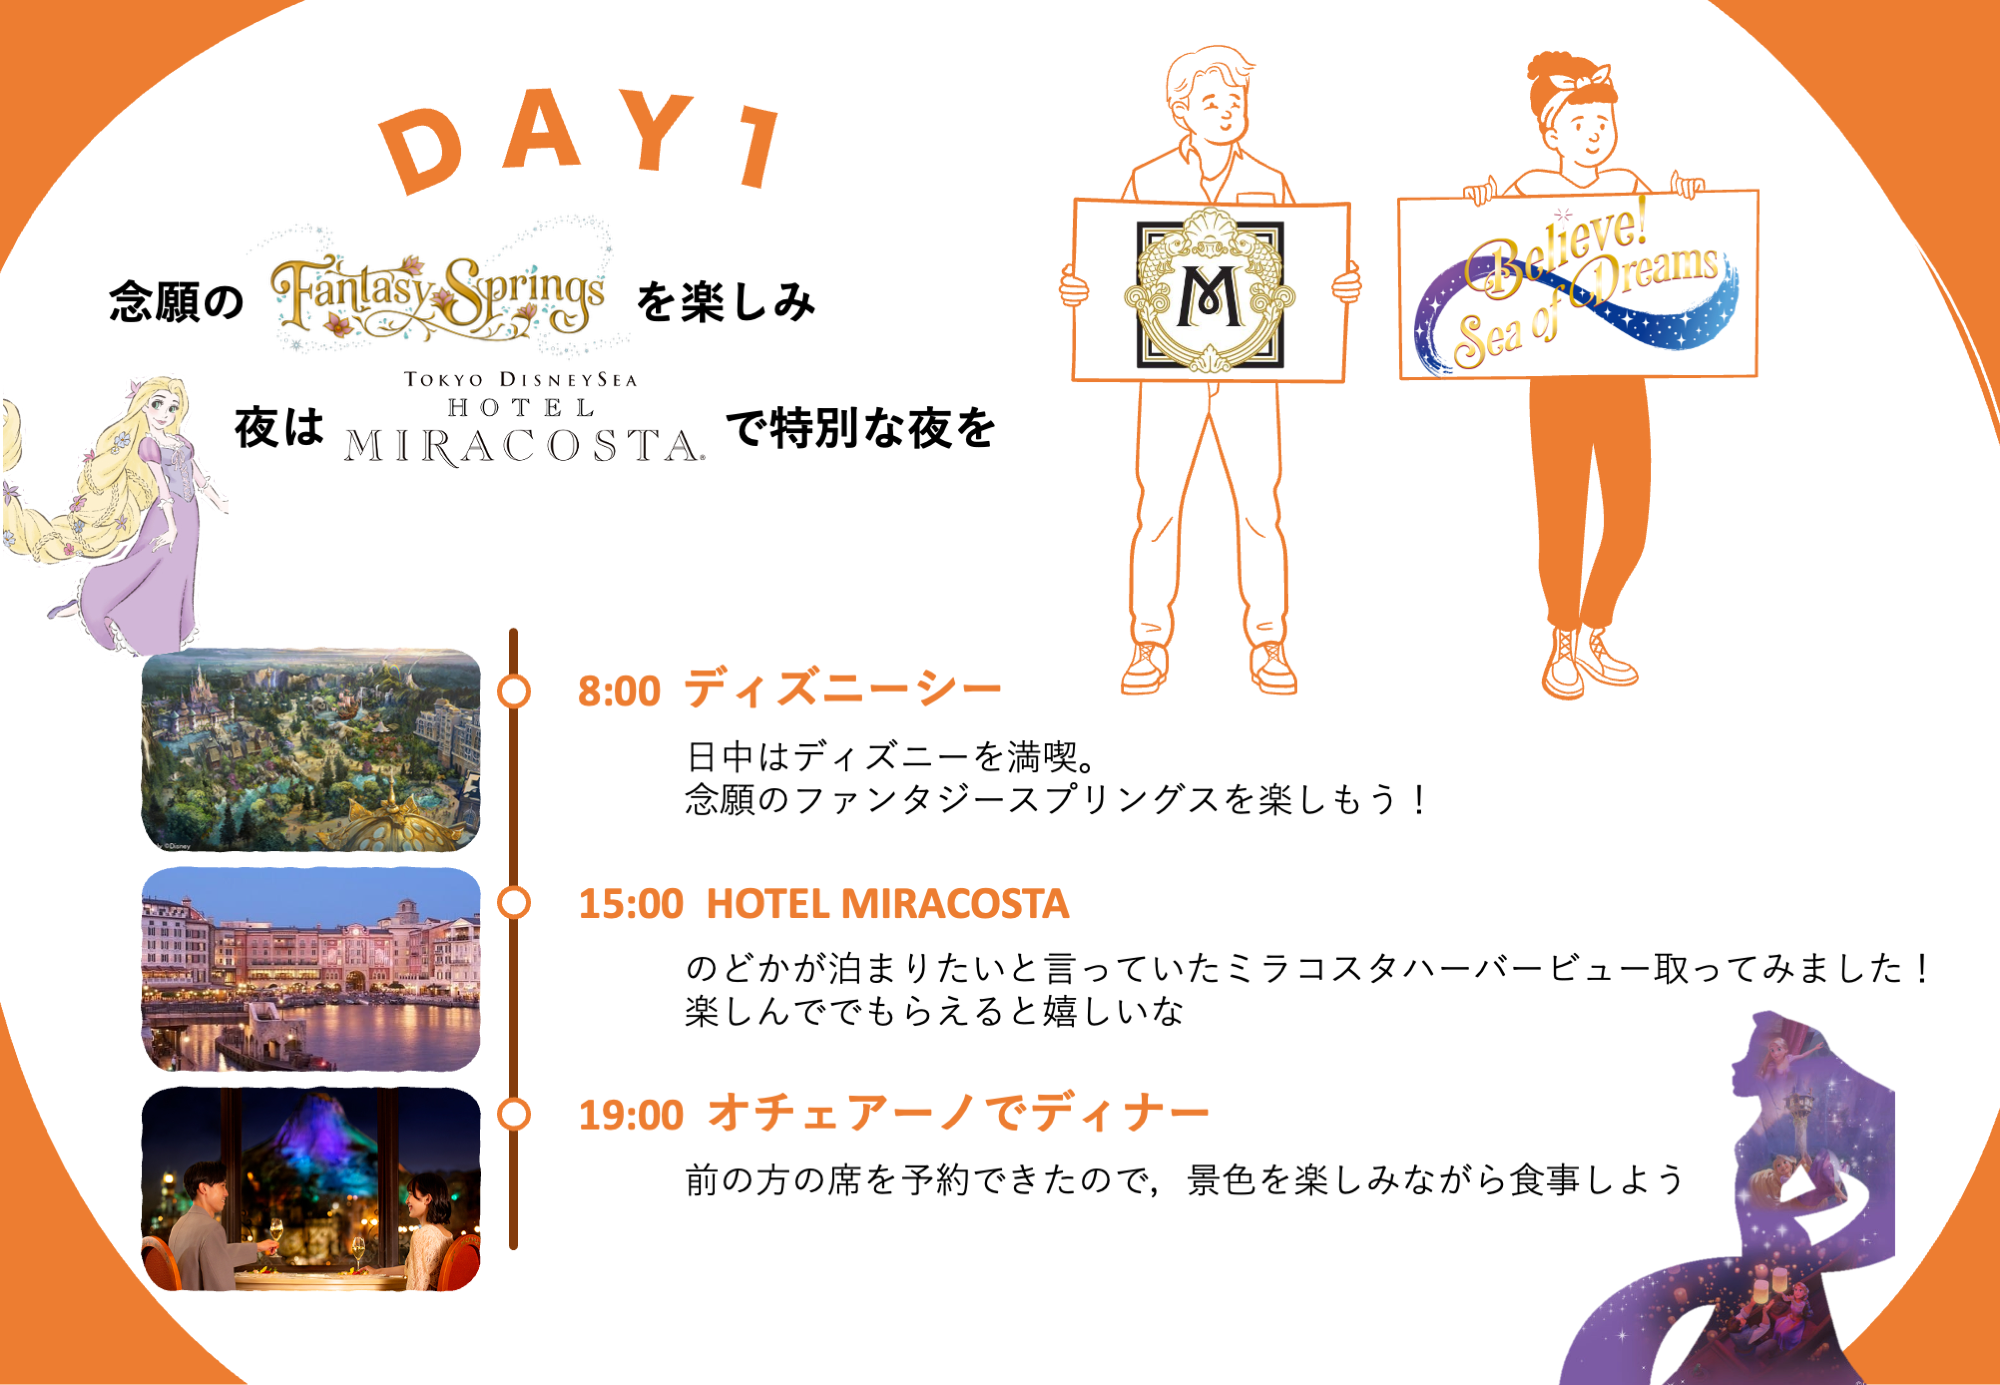 DAY1
念願の Fantasy Springs を楽しみ
夜は TOKYO DISNEYSEA HOTEL MIRACOSTA® で特別な夜を
M
Believe!
Sea of Dreams
8:00 ディズニーシー
日中はディズニーを満喫。
念願のファンタジースプリングスを楽しもう！
©Disney
15:00 HOTEL MIRACOSTA
のどかが泊まりたいと言っていたミラコスタハーバービュー取ってみました！
楽しんででもらえると嬉しいな
19:00 オチェアーノでディナー
前の方の席を予約できたので，景色を楽しみながら食事しよう